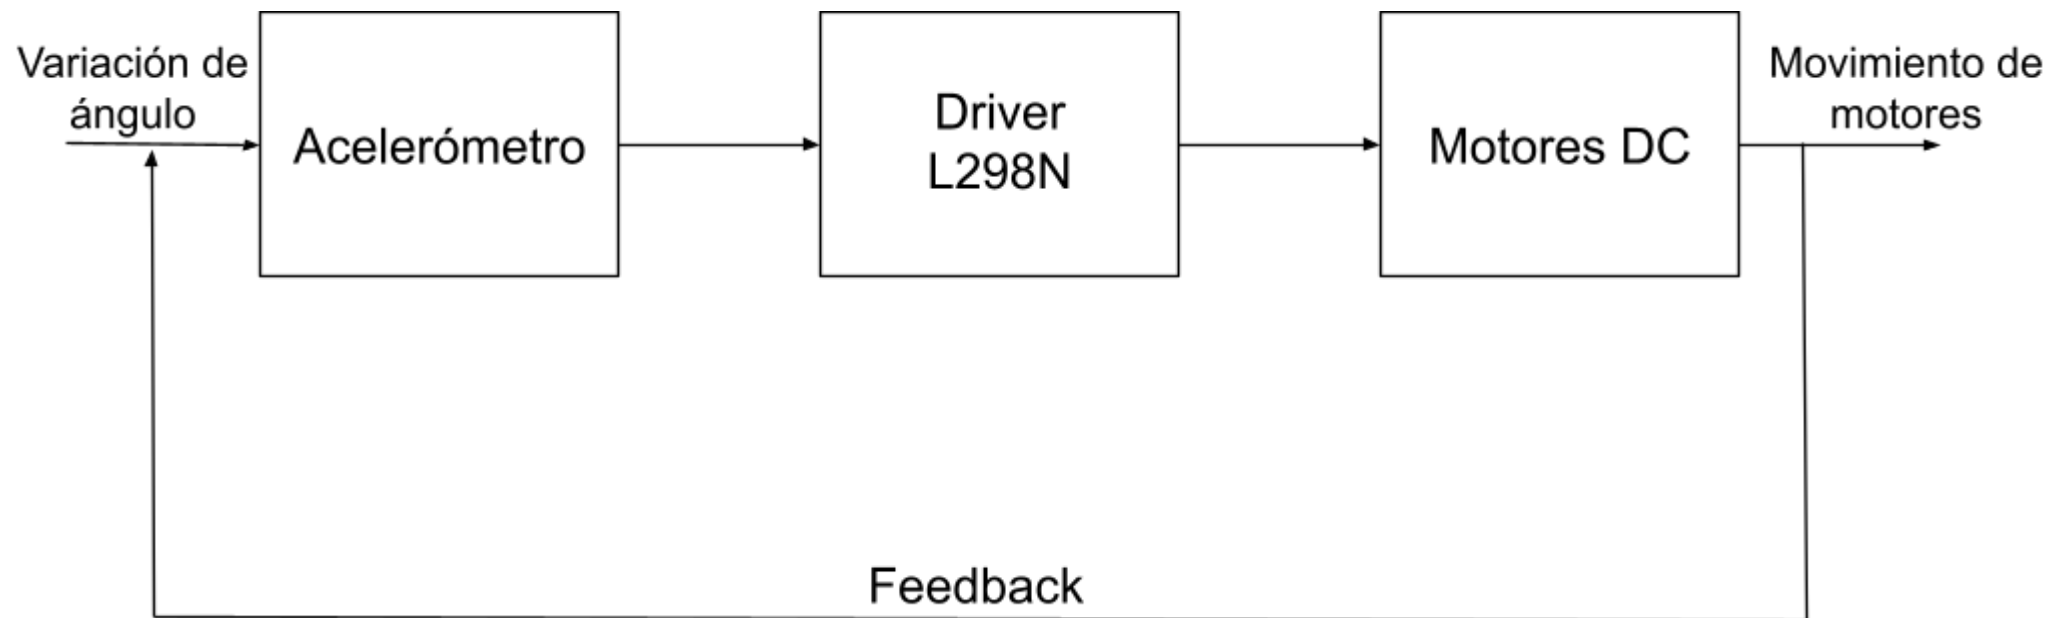 Variación de
ángulo
Acelerómetro
Driver
L298N
Motores DC
Movimiento de
motores
Feedback